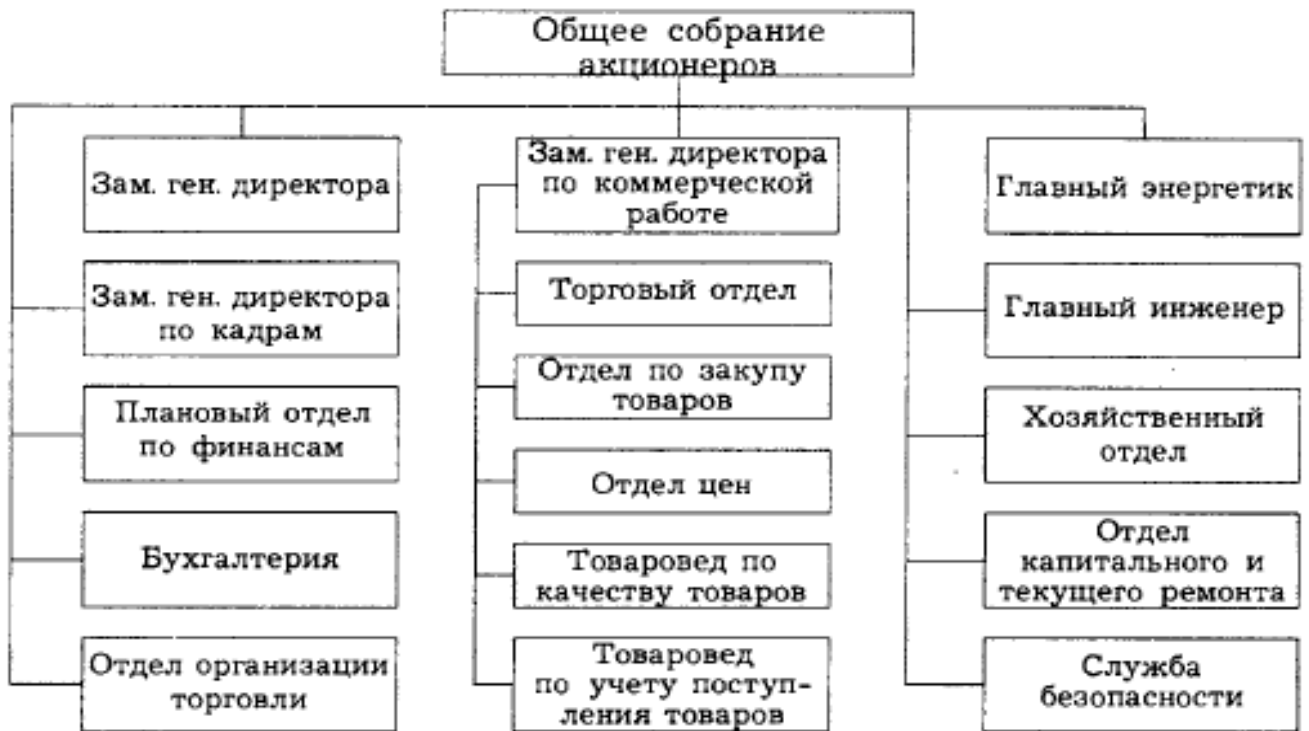 Общее собрание
акционеров
Зам. ген. директора
Зам. ген. директора
по кадрам
Плановый отдел
по финансам
Бухгалтерия
Отдел организации
торговли
Зам. ген. директора
по коммерческой
работе
Торговый отдел
Отдел по закупу
товаров
Отдел цен
Товаровед по
качеству товаров
Товаровед
по учету поступ-
ления товаров
Главный энергетик
Главный инженер
Хозяйственный
отдел
Отдел
капитального и
текущего ремонта
Служба
безопасности